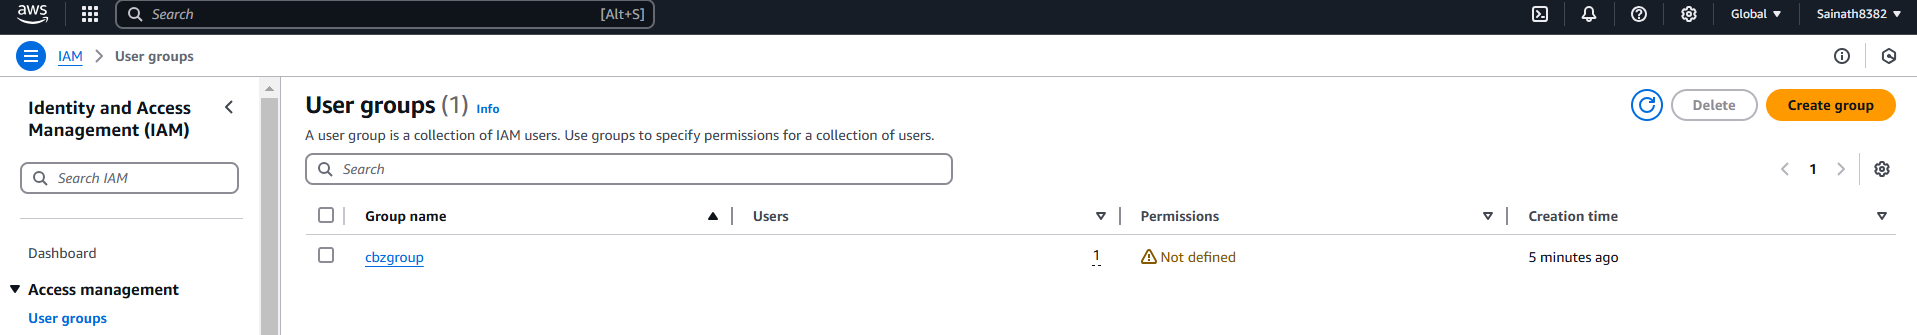 aws
Search [Alt+S] Global Sainath8382
IAM User groups
Identity and Access Management (IAM)
Search IAM
Dashboard
Access management
User groups
User groups (1) Info
Delete Create group
A user group is a collection of IAM users. Use groups to specify permissions for a collection of users.
Search
1
Group name Users Permissions Creation time
cbzgroup 1 Not defined 5 minutes ago